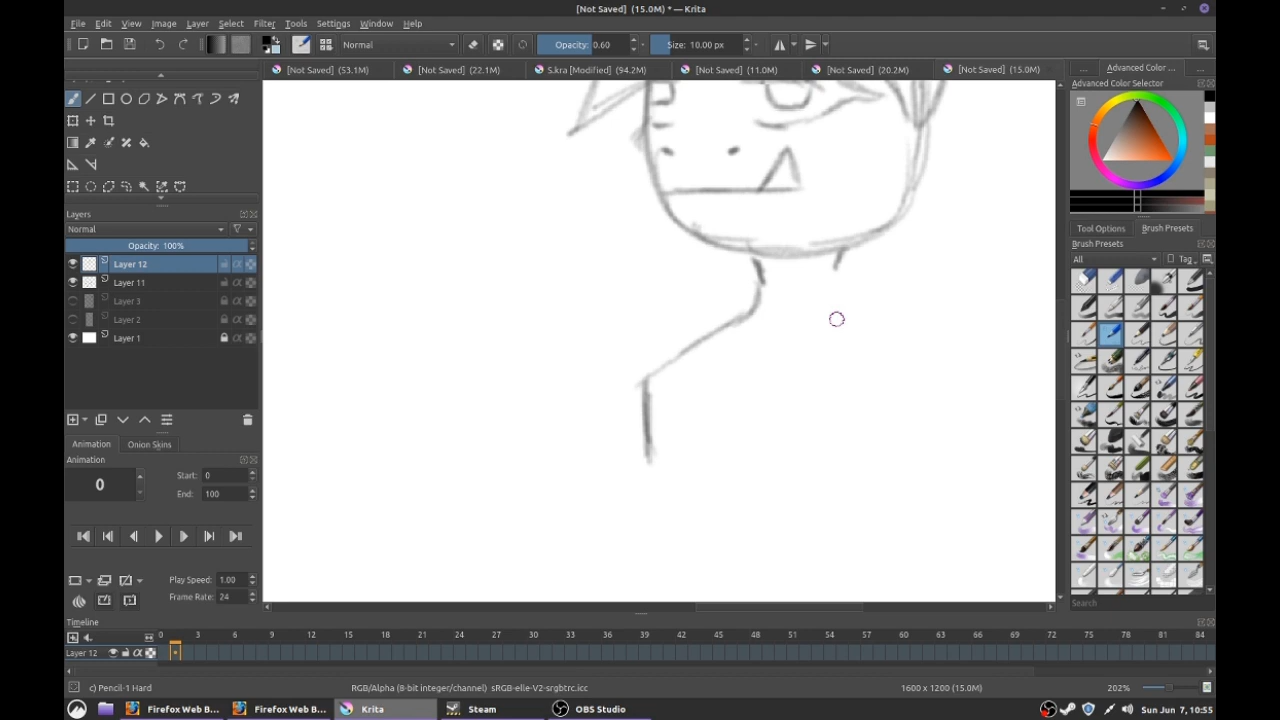 [Not Saved]  (15.0M) * — Krita
File Edit View Image Layer Select Filter Tools Settings Window Help
Normal Opacity: 0.60 Size: 10.00 px
[Not Saved]  (53.1M) [Not Saved]  (22.1M) S.kra [Modified]  (94.2M) [Not Saved]  (11.0M) [Not Saved]  (20.2M) [Not Saved]  (15.0M) ... Advanced Color ... ...
Advanced Color Selector
Layers
Normal
Opacity:  100%
Layer 12
Layer 11
Layer 3
Layer 2
Layer 1
Tool Options Brush Presets
Brush Presets
All Tag
Search
Animation Onion Skins
Animation
0
Start: 0
End: 100
Play Speed: 1.00
Frame Rate: 24
Timeline
0 3 6 9 12 15 18 21 24 27 30 33 36 39 42 45 48 51 54 57 60 63 66 69 72 75 78 81 84
Layer 12
c) Pencil-1 Hard RGB/Alpha (8-bit integer/channel)  sRGB-elle-V2-srgbtrc.icc 1600 x 1200 (15.0M) 202%
Firefox Web B... Firefox Web B... Krita Steam OBS Studio Sun Jun 7, 10:55